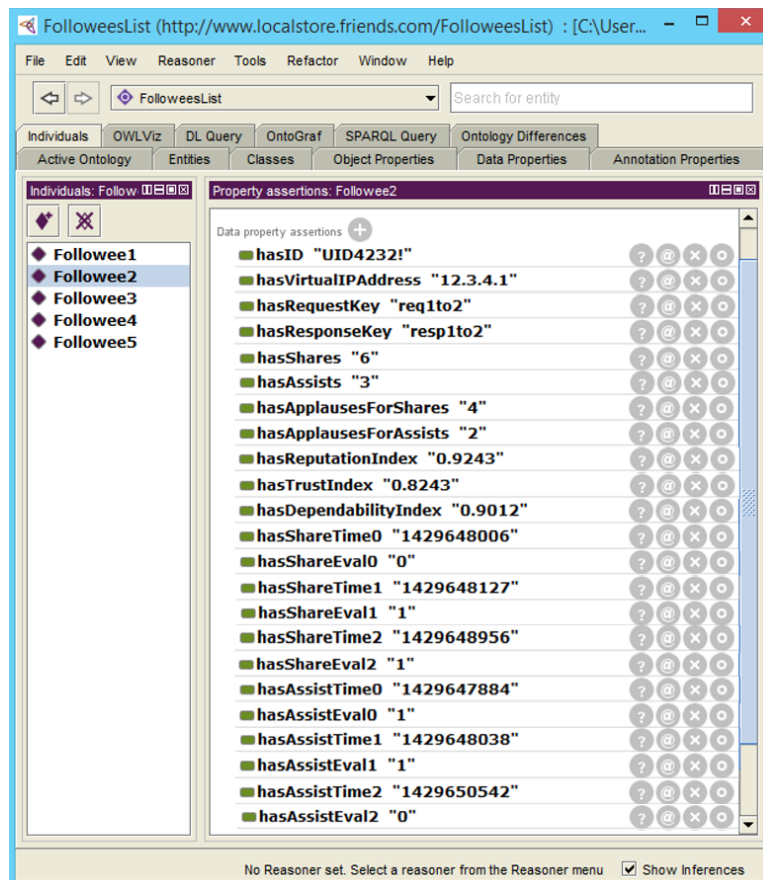 FolloweesList (http://www.localstore.friends.com/FolloweesList) : [C:\User...
File Edit View Reasoner Tools Refactor Window Help
FolloweesList Search for entity
Individuals OWLViz DL Query OntoGraf SPARQL Query Ontology Differences
Active Ontology Entities Classes Object Properties Data Properties Annotation Properties
Individuals: Follow
Followee1
Followee2
Followee3
Followee4
Followee5
Property assertions: Followee2
Data property assertions
hasID "UID4232!"
hasVirtualIPAddress "12.3.4.1"
hasRequestKey "req1to2"
hasResponseKey "resp1to2"
hasShares "6"
hasAssists "3"
hasApplausesForShares "4"
hasApplausesForAssists "2"
hasReputationIndex "0.9243"
hasTrustIndex "0.8243"
hasDependabilityIndex "0.9012"
hasShareTime0 "1429648006"
hasShareEval0 "0"
hasShareTime1 "1429648127"
hasShareEval1 "1"
hasShareTime2 "1429648956"
hasShareEval2 "1"
hasAssistTime0 "1429647884"
hasAssistEval0 "1"
hasAssistTime1 "1429648038"
hasAssistEval1 "1"
hasAssistTime2 "1429650542"
hasAssistEval2 "0"
No Reasoner set. Select a reasoner from the Reasoner menu Show Inferences